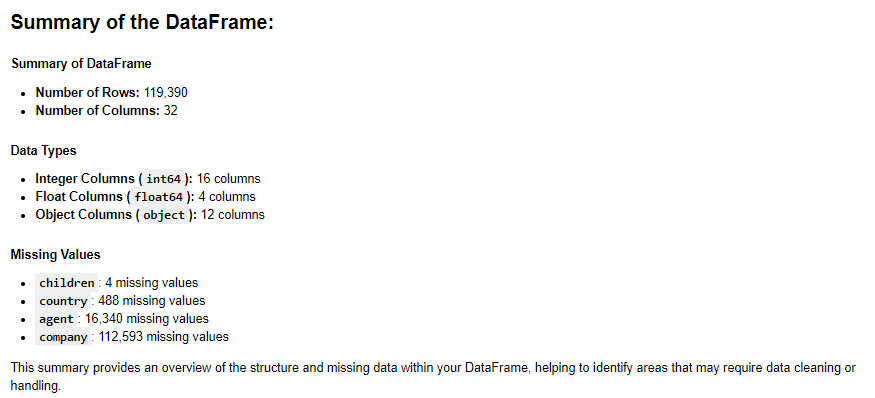 Summary of the DataFrame:
Summary of DataFrame
• Number of Rows: 119,390
• Number of Columns: 32
Data Types
• Integer Columns ( int64 ): 16 columns
• Float Columns ( float64 ): 4 columns
• Object Columns ( object ): 12 columns
Missing Values
• children : 4 missing values
• country : 488 missing values
• agent : 16,340 missing values
• company : 112,593 missing values
This summary provides an overview of the structure and missing data within your DataFrame, helping to identify areas that may require data cleaning or
handling.